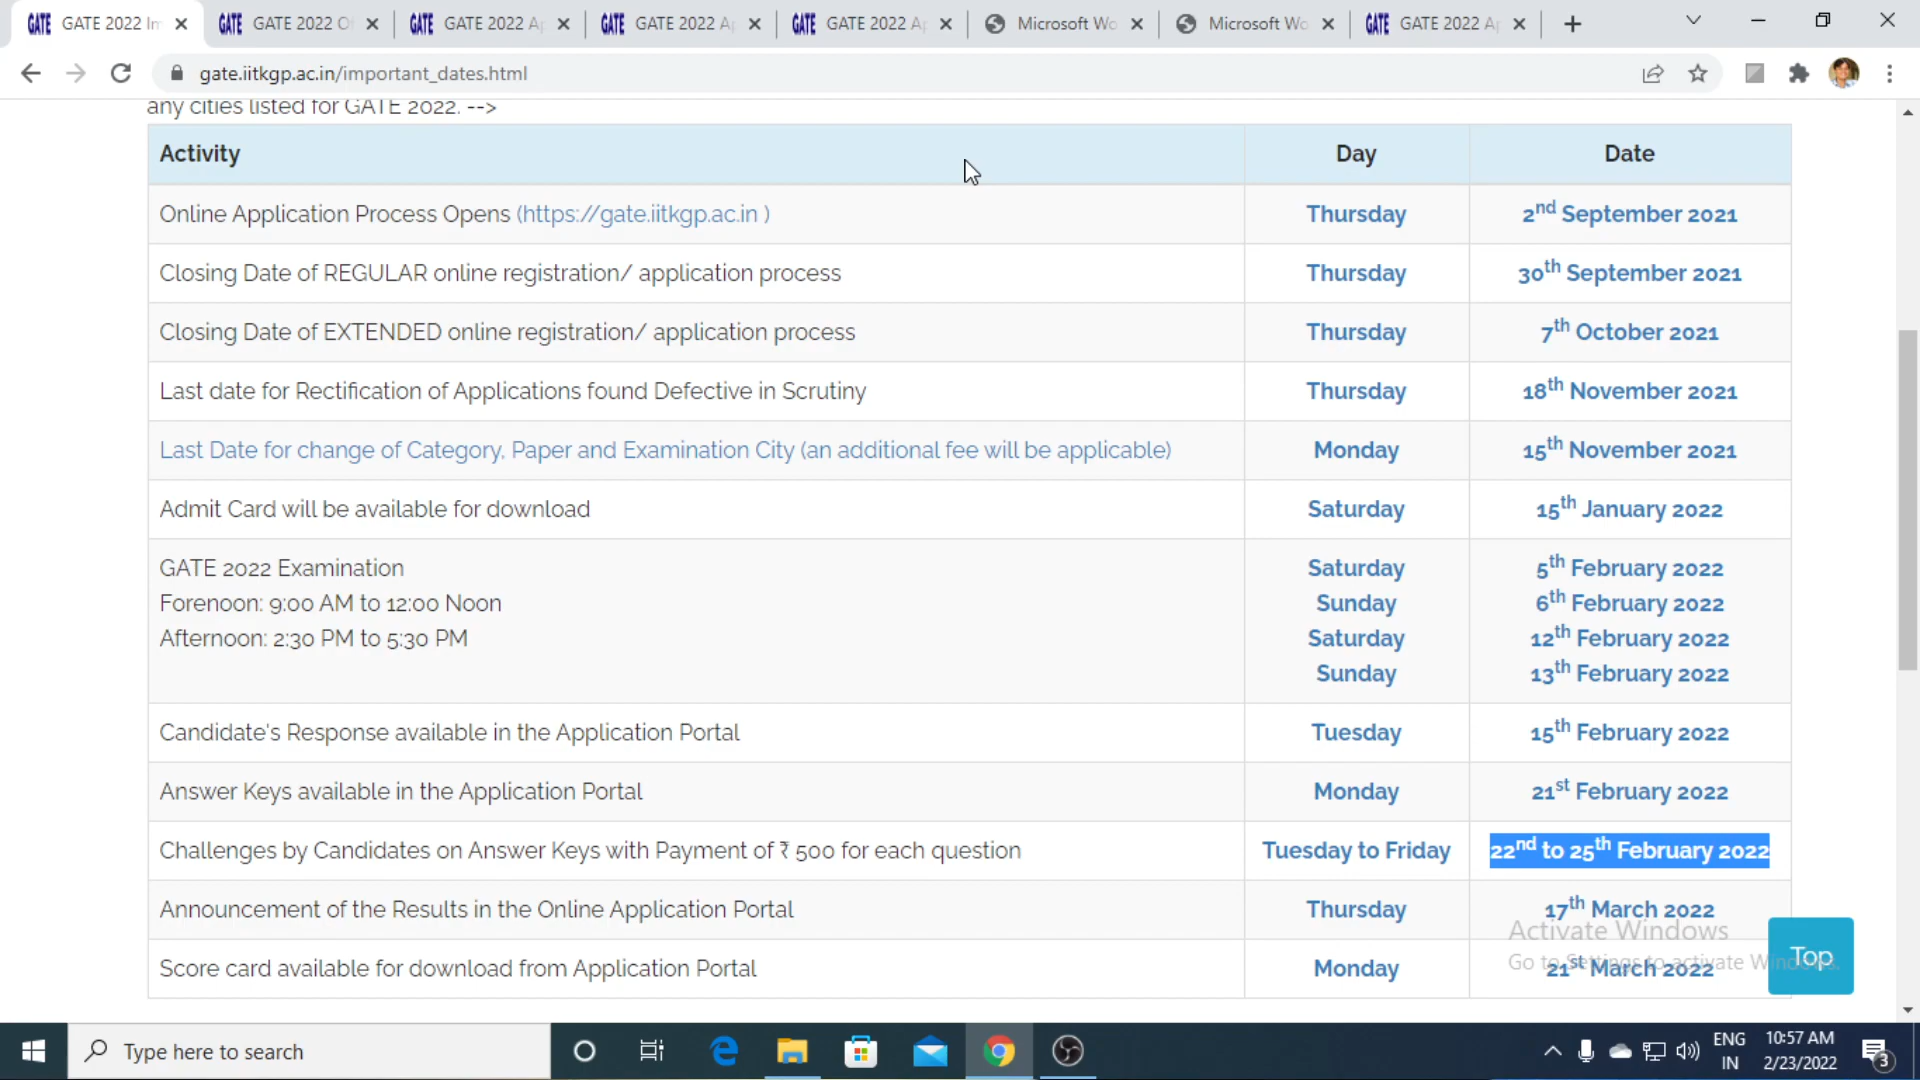 GATE 2022 Im
GATE 2022 O
GATE 2022 A
GATE 2022 A
GATE 2022 A
Microsoft Wo
Microsoft Wo
GATE 2022 A
gate.iitkgp.ac.in/important_dates.html
any cities listed for GATE 2022. -->
Activity Day Date
Online Application Process Opens (https://gate.iitkgp.ac.in ) Thursday 2nd September 2021
Closing Date of REGULAR online registration/ application process Thursday 30th September 2021
Closing Date of EXTENDED online registration/ application process Thursday 7th October 2021
Last date for Rectification of Applications found Defective in Scrutiny Thursday 18th November 2021
Last Date for change of Category, Paper and Examination City (an additional fee will be applicable) Monday 15th November 2021
Admit Card will be available for download Saturday 15th January 2022
GATE 2022 Examination Saturday 5th February 2022
Forenoon: 9:00 AM to 12:00 Noon Sunday 6th February 2022
Afternoon: 2:30 PM to 5:30 PM Saturday 12th February 2022
Sunday 13th February 2022
Candidate's Response available in the Application Portal Tuesday 15th February 2022
Answer Keys available in the Application Portal Monday 21st February 2022
Challenges by Candidates on Answer Keys with Payment of ₹ 500 for each question Tuesday to Friday 22nd to 25th February 2022
Announcement of the Results in the Online Application Portal Thursday 17th March 2022
Activate Windows
Go to Settings to activate Windows.
Top
Score card available for download from Application Portal Monday 21st March 2022
Type here to search
ENG
IN
10:57 AM
2/23/2022
3